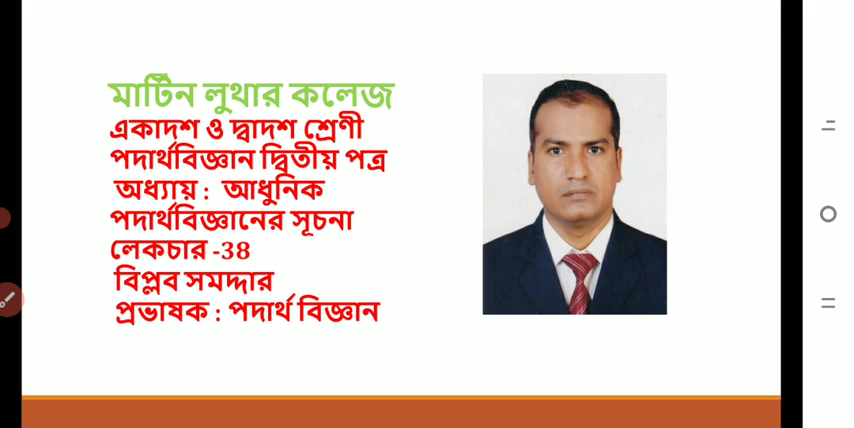 মার্টিন লুথার কলেজ
একাদশ ও দ্বাদশ শ্রেণী
পদার্থবিজ্ঞান দ্বিতীয় পত্র
অধ্যায় : আধুনিক
পদার্থবিজ্ঞানের সূচনা
লেকচার -38
বিপ্লব সমদ্দার
প্রভাষক : পদার্থ বিজ্ঞান